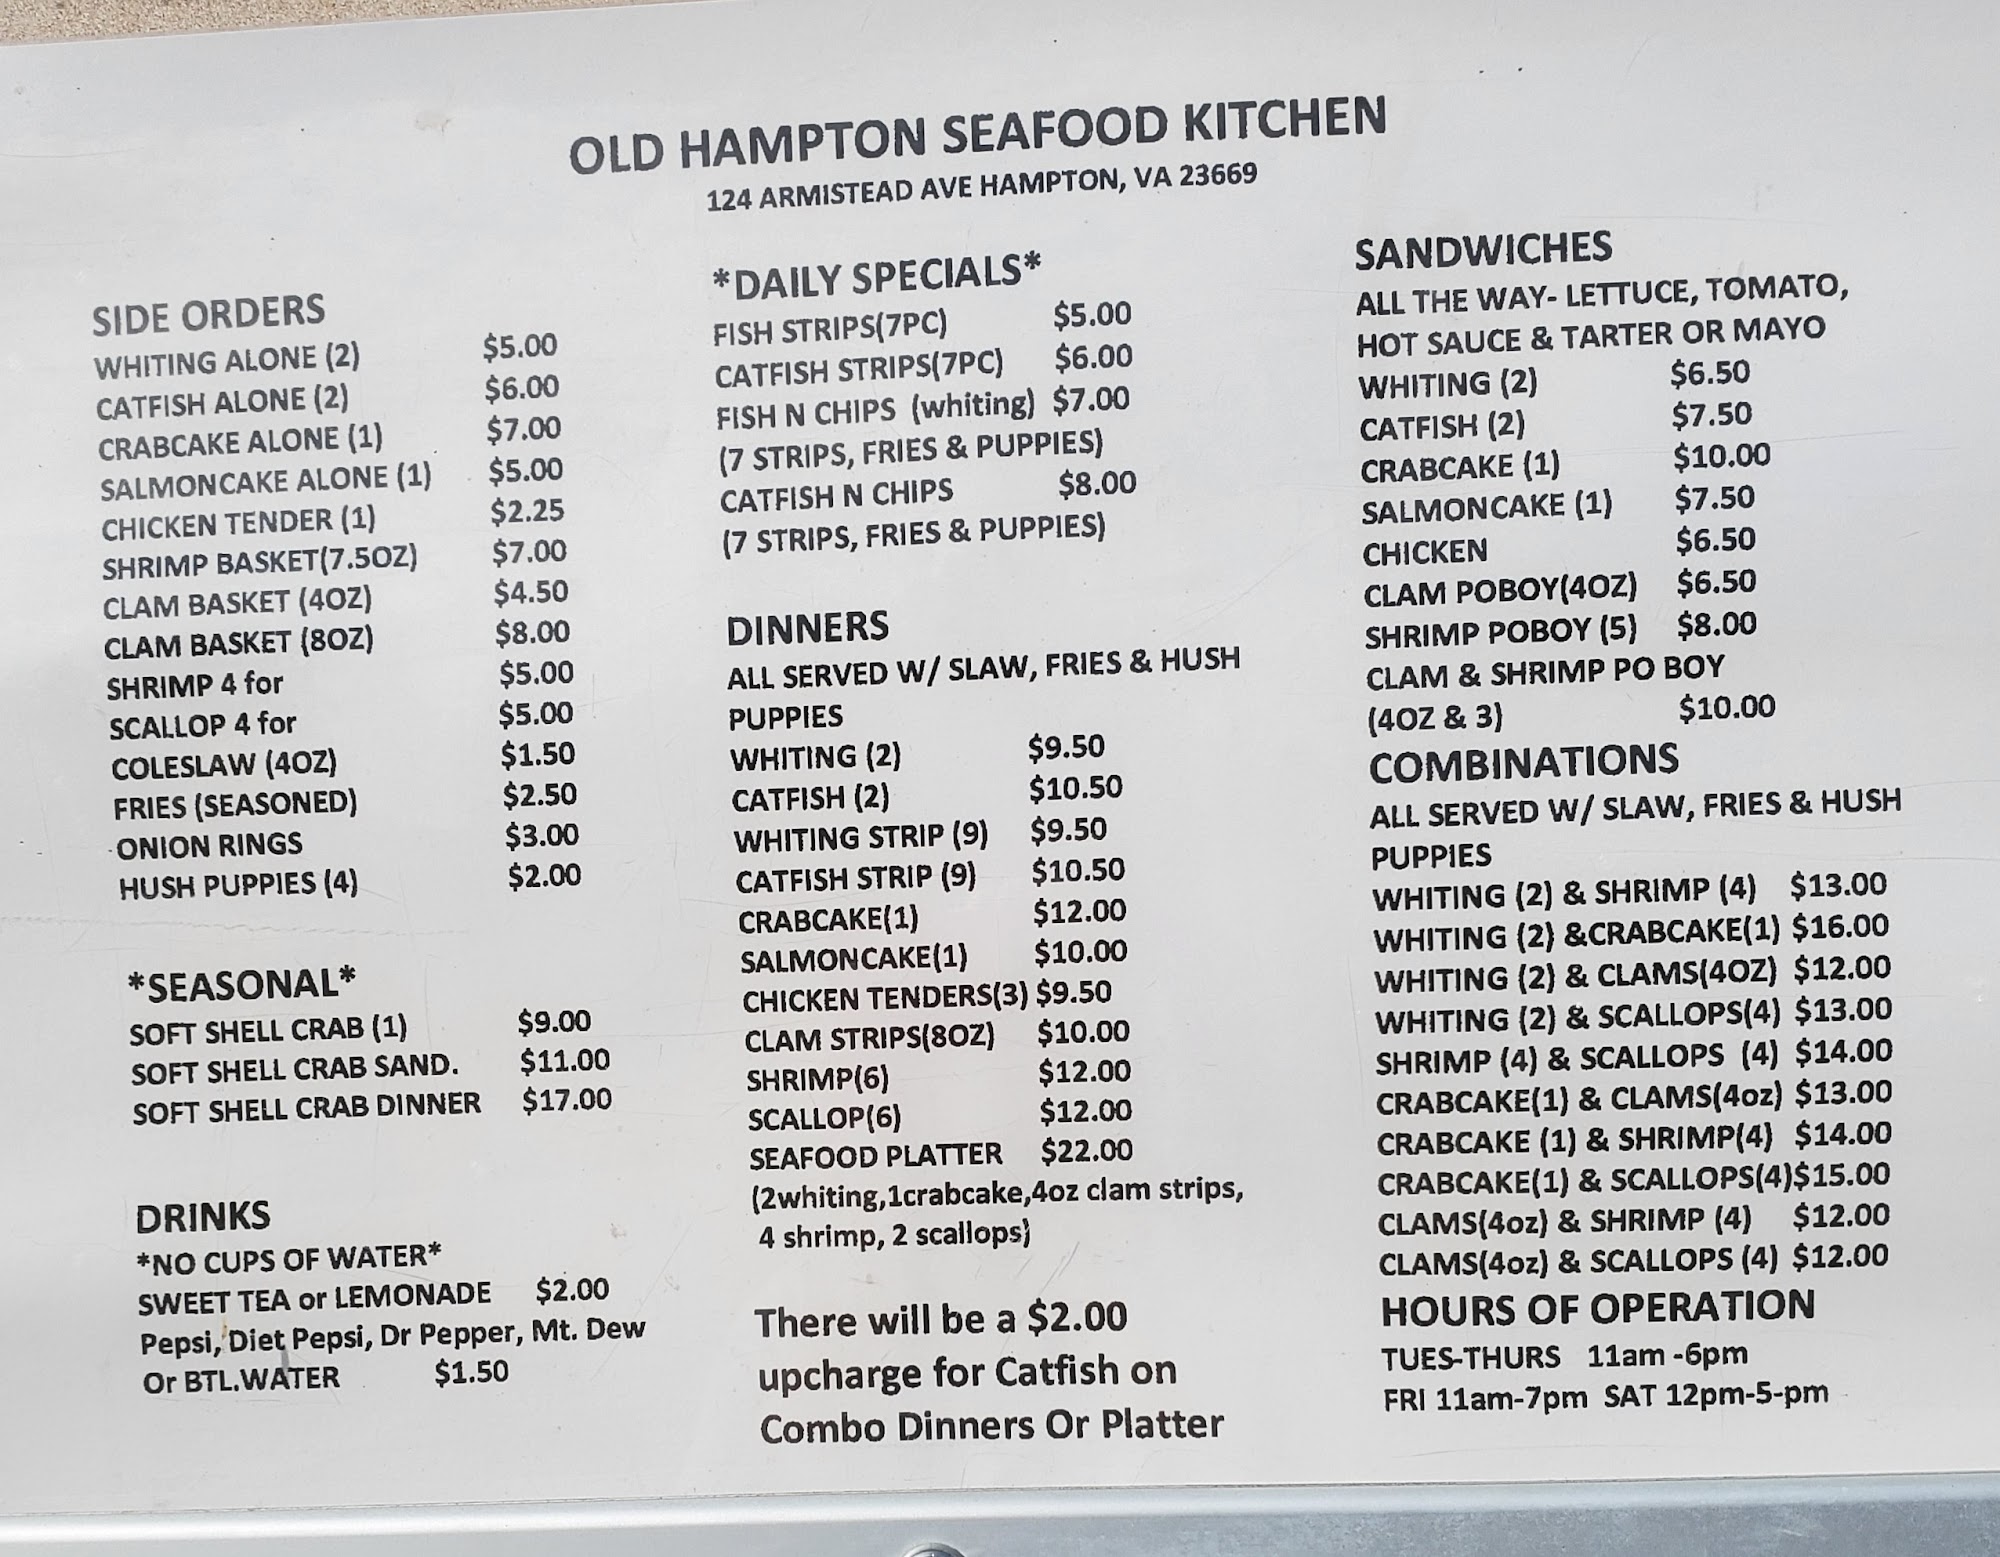 OLD HAMPTON SEAFOOD KITCHEN
124 ARMISTEAD AVE HAMPTON, VA 23669
SIDE ORDERS
WHITING ALONE (2) $5.00
CATFISH ALONE (2) $6.00
CRABCAKE ALONE (1) $7.00
SALMONCAKE ALONE (1) $5.00
CHICKEN TENDER (1) $2.25
SHRIMP BASKET(7.5OZ) $7.00
CLAM BASKET (4OZ) $4.50
CLAM BASKET (8OZ) $8.00
SHRIMP 4 for $5.00
SCALLOP 4 for $5.00
COLESLAW (4OZ) $1.50
FRIES (SEASONED) $2.50
ONION RINGS $3.00
HUSH PUPPIES (4) $2.00
*SEASONAL*
SOFT SHELL CRAB (1) $9.00
SOFT SHELL CRAB SAND. $11.00
SOFT SHELL CRAB DINNER $17.00
DRINKS
*NO CUPS OF WATER*
SWEET TEA or LEMONADE $2.00
Pepsi, Diet Pepsi, Dr Pepper, Mt. Dew
Or BTL.WATER $1.50
*DAILY SPECIALS*
FISH STRIPS(7PC) $5.00
CATFISH STRIPS(7PC) $6.00
FISH N CHIPS (whiting) $7.00
(7 STRIPS, FRIES & PUPPIES)
CATFISH N CHIPS $8.00
(7 STRIPS, FRIES & PUPPIES)
DINNERS
ALL SERVED W/ SLAW, FRIES & HUSH
PUPPIES
WHITING (2) $9.50
CATFISH (2) $10.50
WHITING STRIP (9) $9.50
CATFISH STRIP (9) $10.50
CRABCAKE(1) $12.00
SALMONCAKE(1) $10.00
CHICKEN TENDERS(3) $9.50
CLAM STRIPS(8OZ) $10.00
SHRIMP(6) $12.00
SCALLOP(6) $12.00
SEAFOOD PLATTER $22.00
(2whiting,1crabcake,4oz clam strips,
4 shrimp, 2 scallops)
There will be a $2.00
upcharge for Catfish on
Combo Dinners Or Platter
SANDWICHES
ALL THE WAY- LETTUCE, TOMATO,
HOT SAUCE & TARTER OR MAYO
WHITING (2) $6.50
CATFISH (2) $7.50
CRABCAKE (1) $10.00
SALMONCAKE (1) $7.50
CHICKEN $6.50
CLAM POBOY(4OZ) $6.50
SHRIMP POBOY (5) $8.00
CLAM & SHRIMP PO BOY
(4OZ & 3) $10.00
COMBINATIONS
ALL SERVED W/ SLAW, FRIES & HUSH
PUPPIES
WHITING (2) & SHRIMP (4) $13.00
WHITING (2) &CRABCAKE(1) $16.00
WHITING (2) & CLAMS(4OZ) $12.00
WHITING (2) & SCALLOPS(4) $13.00
SHRIMP (4) & SCALLOPS (4) $14.00
CRABCAKE(1) & CLAMS(4oz) $13.00
CRABCAKE (1) & SHRIMP(4) $14.00
CRABCAKE(1) & SCALLOPS(4)$15.00
CLAMS(4oz) & SHRIMP (4) $12.00
CLAMS(4oz) & SCALLOPS (4) $12.00
HOURS OF OPERATION
TUES-THURS 11am -6pm
FRI 11am-7pm SAT 12pm-5-pm